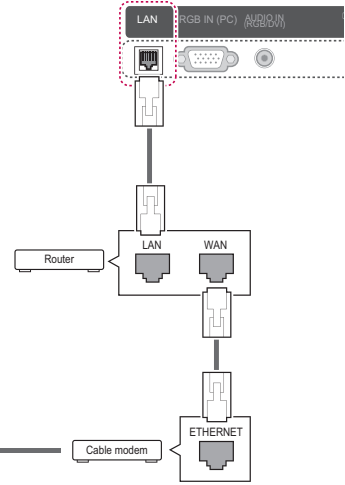 LAN RGB IN (PC) AUDIO IN
(RGB/DVI)
LAN WAN
Router
ETHERNET
Cable modem